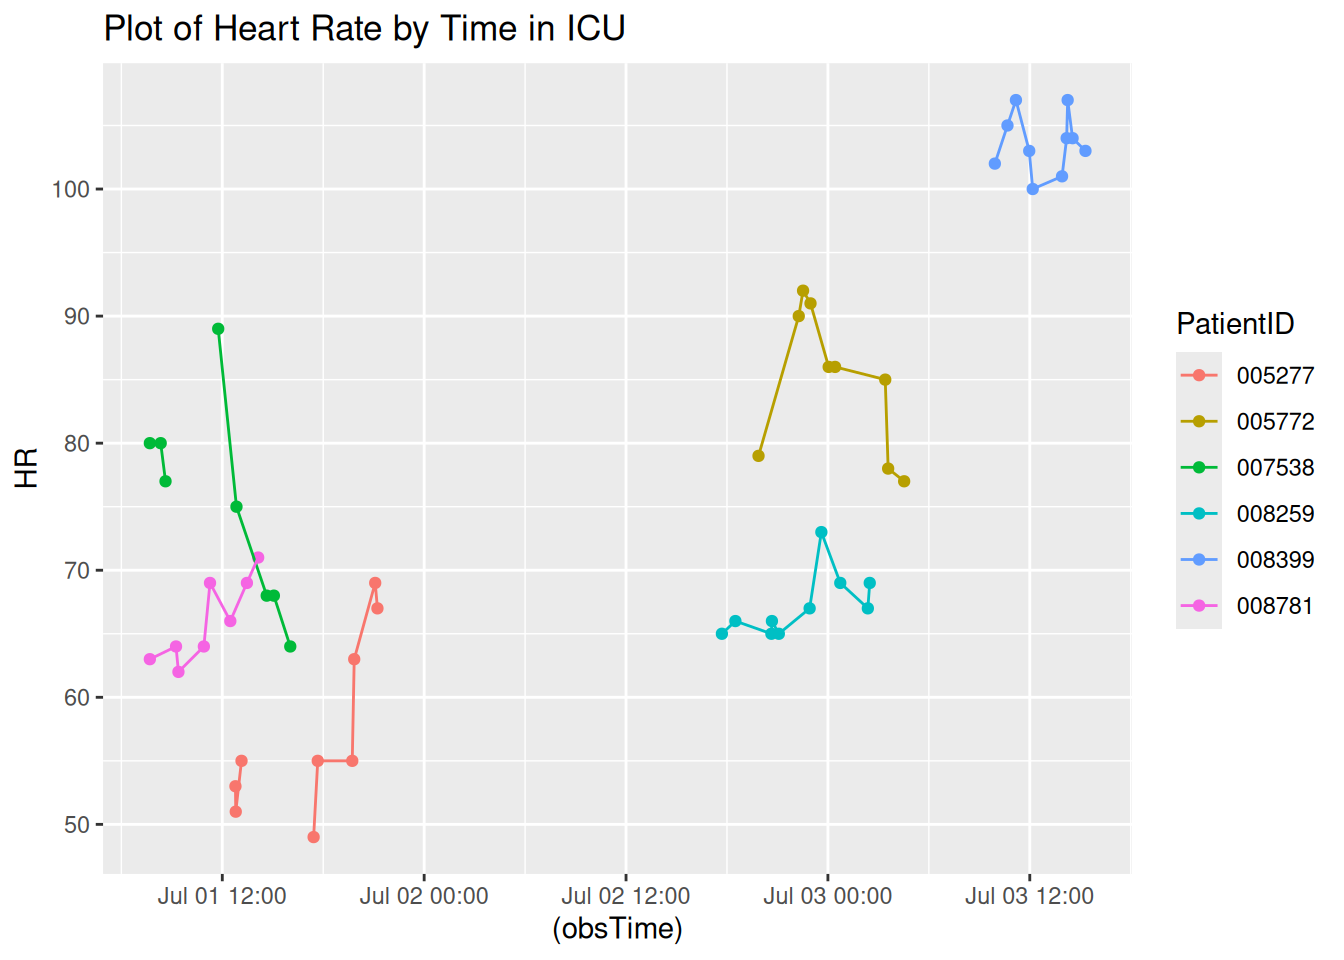 Plot of Heart Rate by Time in ICU
HR
100
90
80
70
60
50
Jul 01 12:00
Jul 02 00:00
Jul 02 12:00
Jul 03 00:00
Jul 03 12:00
(obsTime)
PatientID
005277
005772
007538
008259
008399
008781